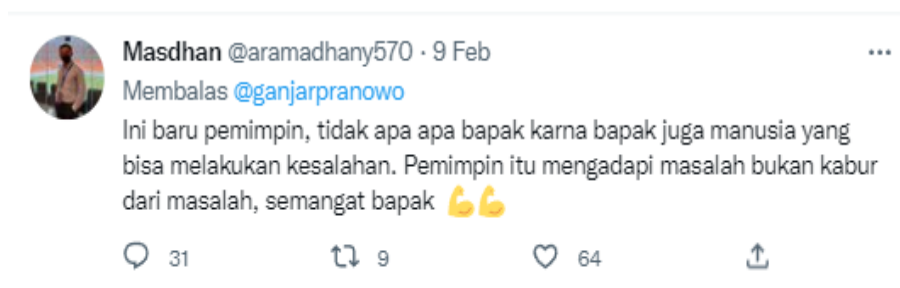 Masdhan @aramadhany570 · 9 Feb
Membalas @ganjarpranowo
Ini baru pemimpin, tidak apa apa bapak karna bapak juga manusia yang
bisa melakukan kesalahan. Pemimpin itu mengadapi masalah bukan kabur
dari masalah, semangat bapak 💪💪
31 9 64